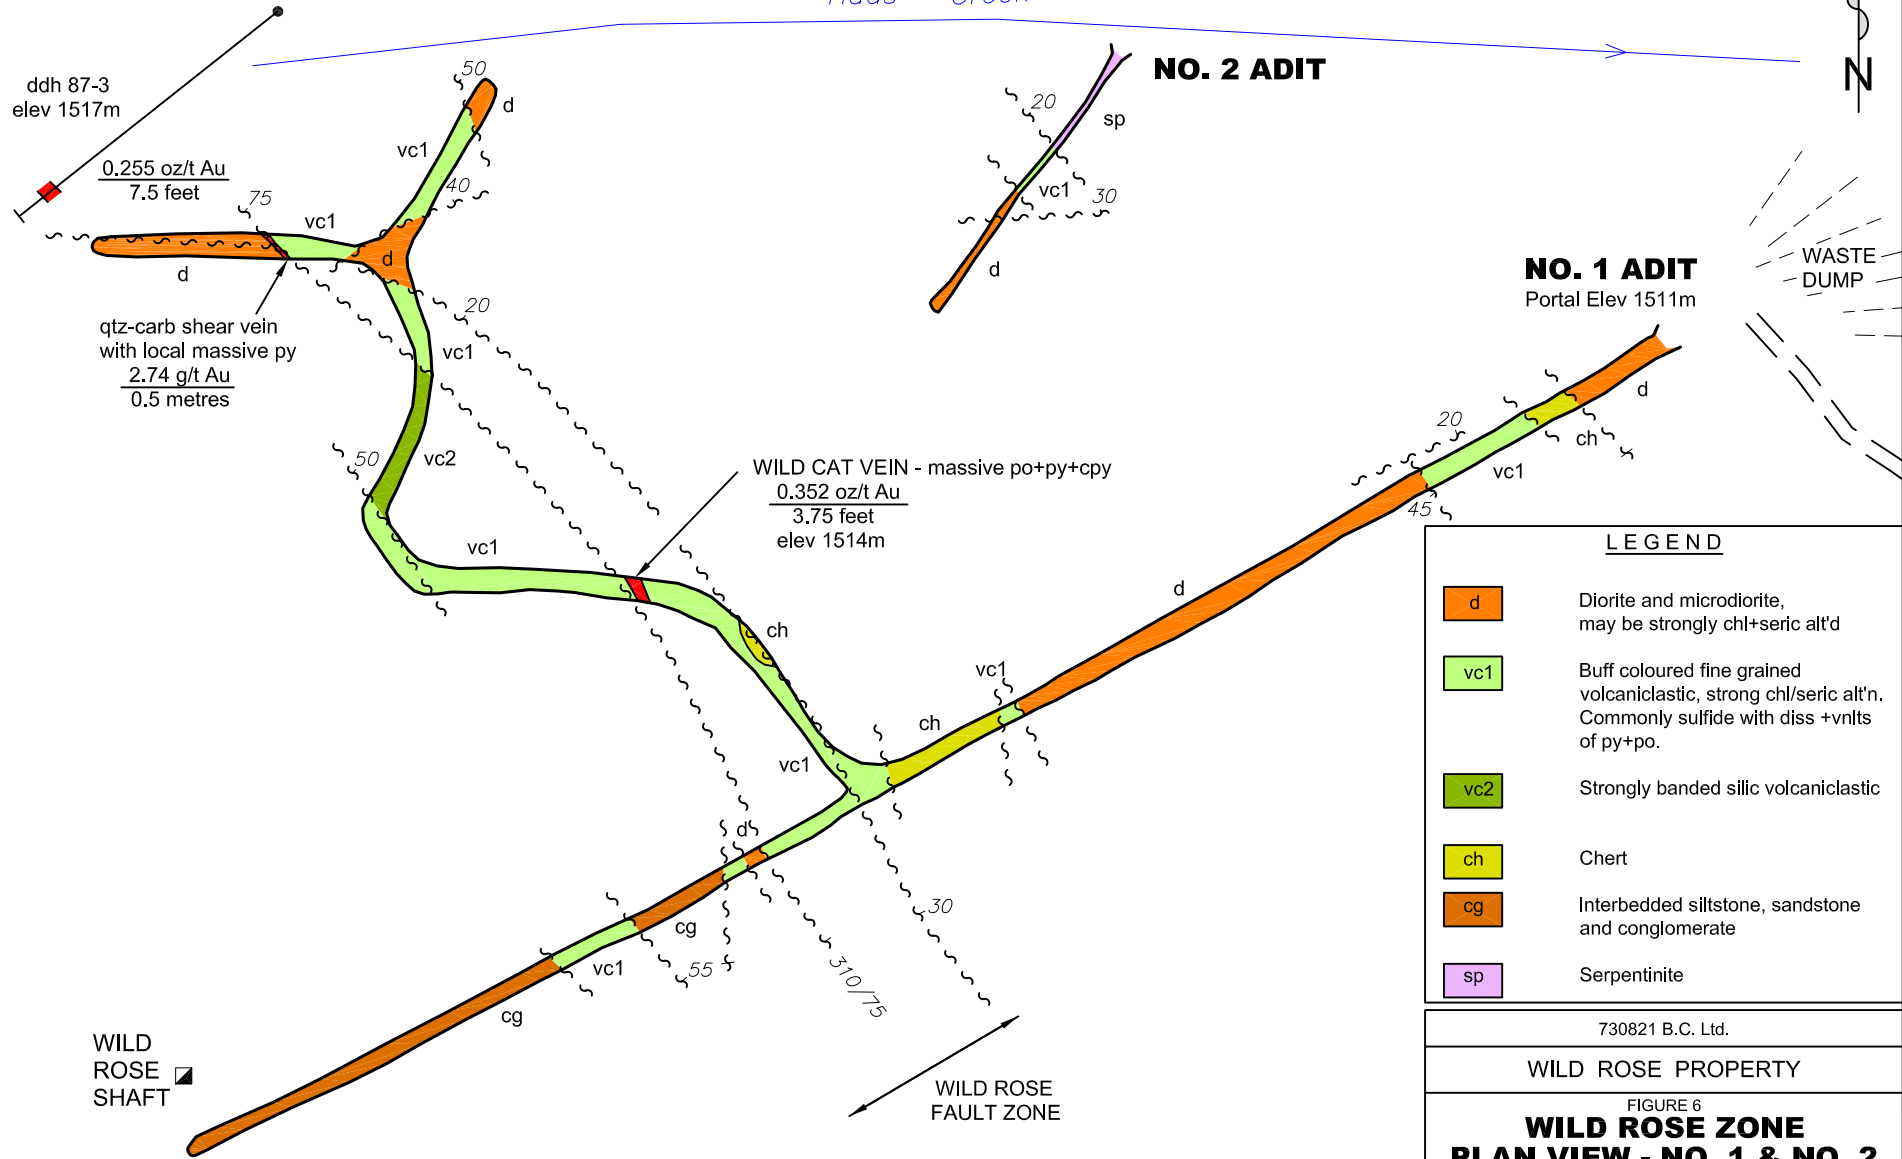 ddh 87-3
elev 1517m
0.255 oz/t Au
7.5 feet
75
vc1
50
d
vc1
40
d
d
20
qtz-carb shear vein
with local massive py
2.74 g/t Au
0.5 metres
vc1
vc2
50
vc1
WILD CAT VEIN - massive po+py+cpy
0.352 oz/t Au
3.75 feet
elev 1514m
ch
vc1
NO. 2 ADIT
20
sp
vc1
30
d
N
WASTE
DUMP
NO. 1 ADIT
Portal Elev 1511m
d
ch
20
vc1
45
d
vc1
ch
d
30
cg
55
310/75
vc1
cg
WILD
ROSE
SHAFT
WILD ROSE
FAULT ZONE
LEGEND
d
Diorite and microdiorite,
may be strongly chl+seric alt'd
vc1
Buff coloured fine grained
volcaniclastic, strong chl/seric alt'n.
Commonly sulfide with diss +vnlts
of py+po.
vc2
Strongly banded silic volcaniclastic
ch
Chert
cg
Interbedded siltstone, sandstone
and conglomerate
sp
Serpentinite
730821 B.C. Ltd.
WILD ROSE PROPERTY
FIGURE 6
WILD ROSE ZONE
PLAN VIEW - NO. 1 & NO. 2